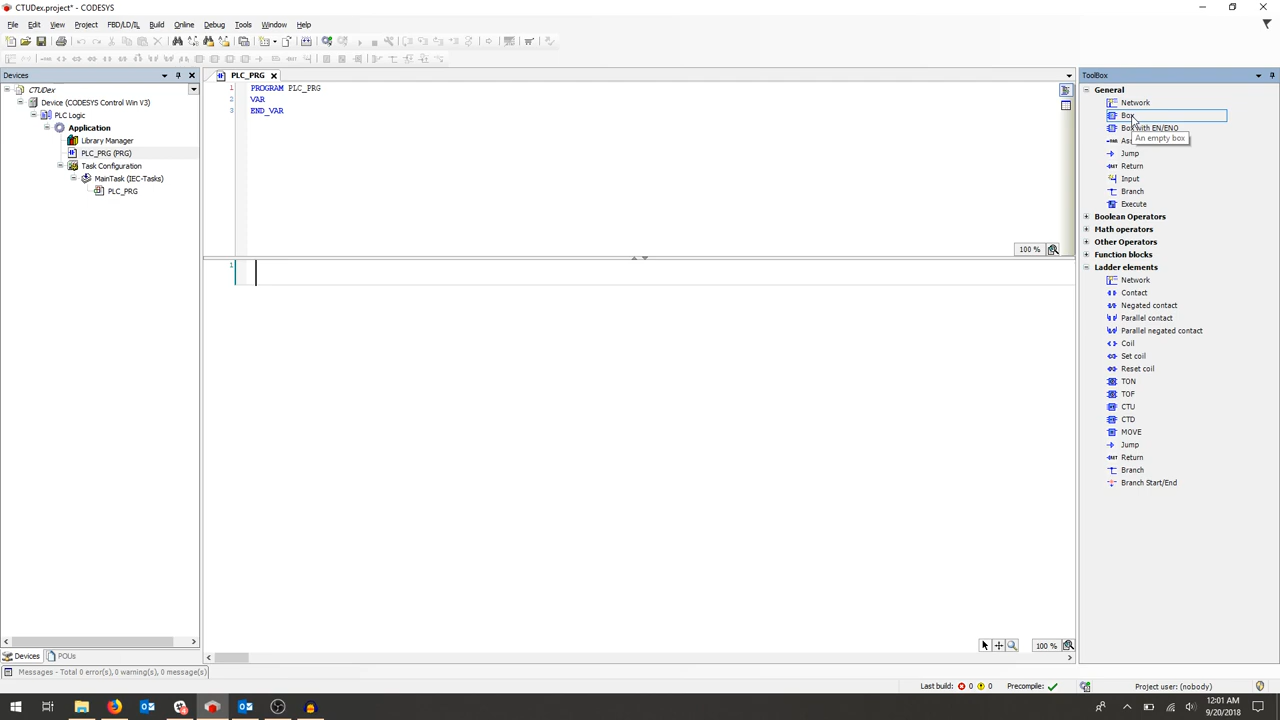 CTUDex.project* - CODESYS
File Edit View Project FBD/LD/IL Build Online Debug Tools Window Help
Devices
CTUDex
Device (CODESYS Control Win V3)
PLC Logic
Application
Library Manager
PLC_PRG (PRG)
Task Configuration
MainTask (IEC-Tasks)
PLC_PRG
Devices POUs
PLC_PRG
1 PROGRAM PLC_PRG
2 VAR
3 END_VAR
100 %
1
100 %
ToolBox
General
Network
Box
Box with EN/ENO
An empty box
Jump
Return
Input
Branch
Execute
Boolean Operators
Math operators
Other Operators
Function blocks
Ladder elements
Network
Contact
Negated contact
Parallel contact
Parallel negated contact
Coil
Set coil
Reset coil
TON
TOF
CTU
CTD
MOVE
Jump
Return
Branch
Branch Start/End
Messages - Total 0 error(s), 0 warning(s), 0 message(s)
Last build: 0 0 Precompile: Project user: (nobody)
12:01 AM
9/20/2018